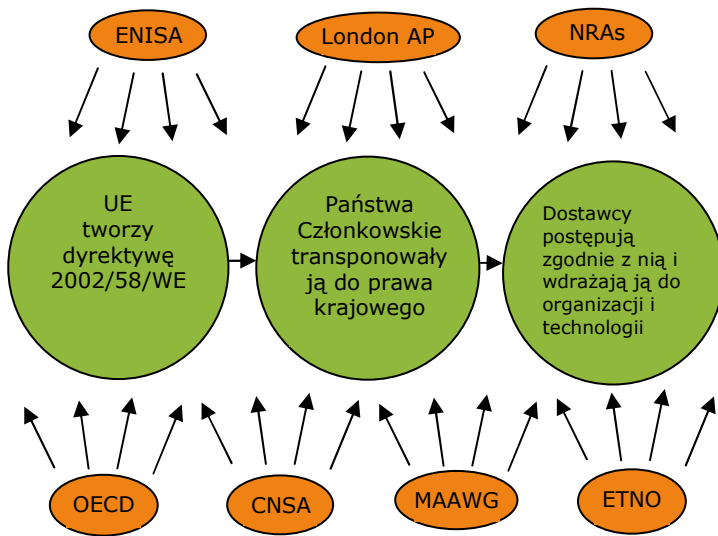 ENISA
London AP
NRAs
UE
tworzy
dyrektywę
2002/58/WE
Państwa
Członkowskie
transponowały
ją do prawa
krajowego
Dostawcy
postępują
zgodnie z nią i
wdrażają ją do
organizacji i
technologii
OECD
CNSA
MAAWG
ETNO